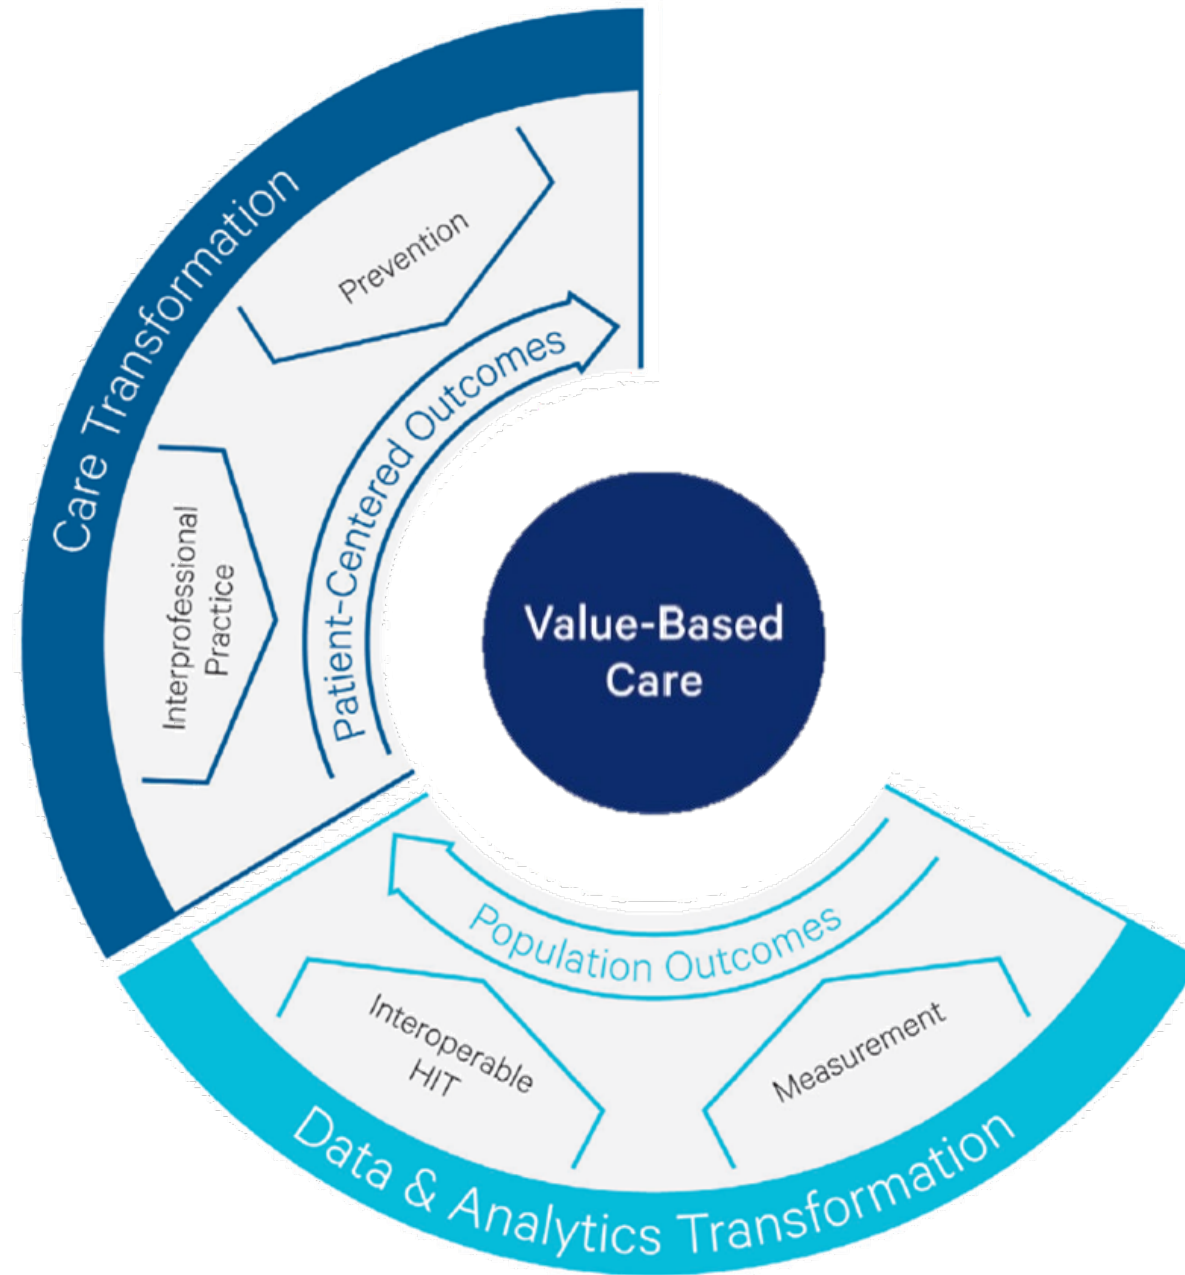 Care Transformation
Prevention
Interprofessional
Practice
Patient-Centered Outcomes
Value-Based
Care
Population Outcomes
Interoperable
HIT
Measurement
Data & Analytics Transformation